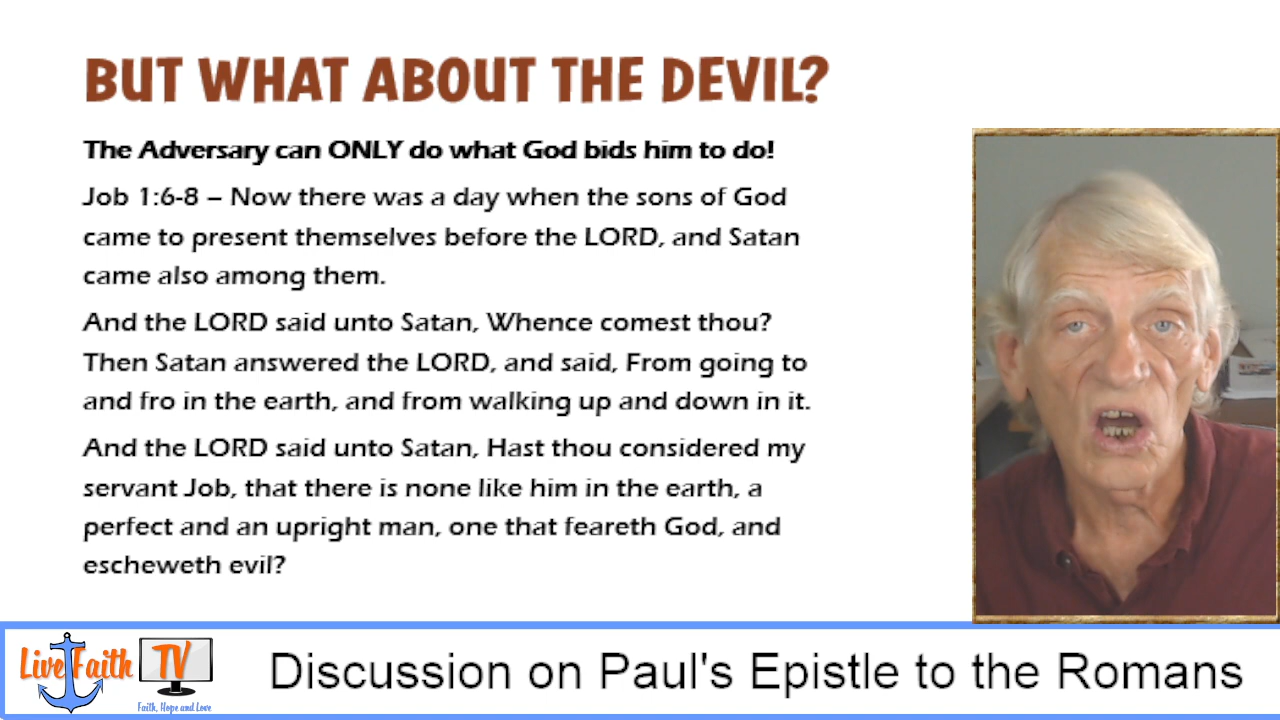 BUT WHAT ABOUT THE DEVIL?
The Adversary can ONLY do what God bids him to do!
Job 1:6-8 – Now there was a day when the sons of God
came to present themselves before the LORD, and Satan
came also among them.
And the LORD said unto Satan, Whence comest thou?
Then Satan answered the LORD, and said, From going to
and fro in the earth, and from walking up and down in it.
And the LORD said unto Satan, Hast thou considered my
servant Job, that there is none like him in the earth, a
perfect and an upright man, one that feareth God, and
escheweth evil?
Live Faith TV
Faith, Hope and Love
Discussion on Paul's Epistle to the Romans